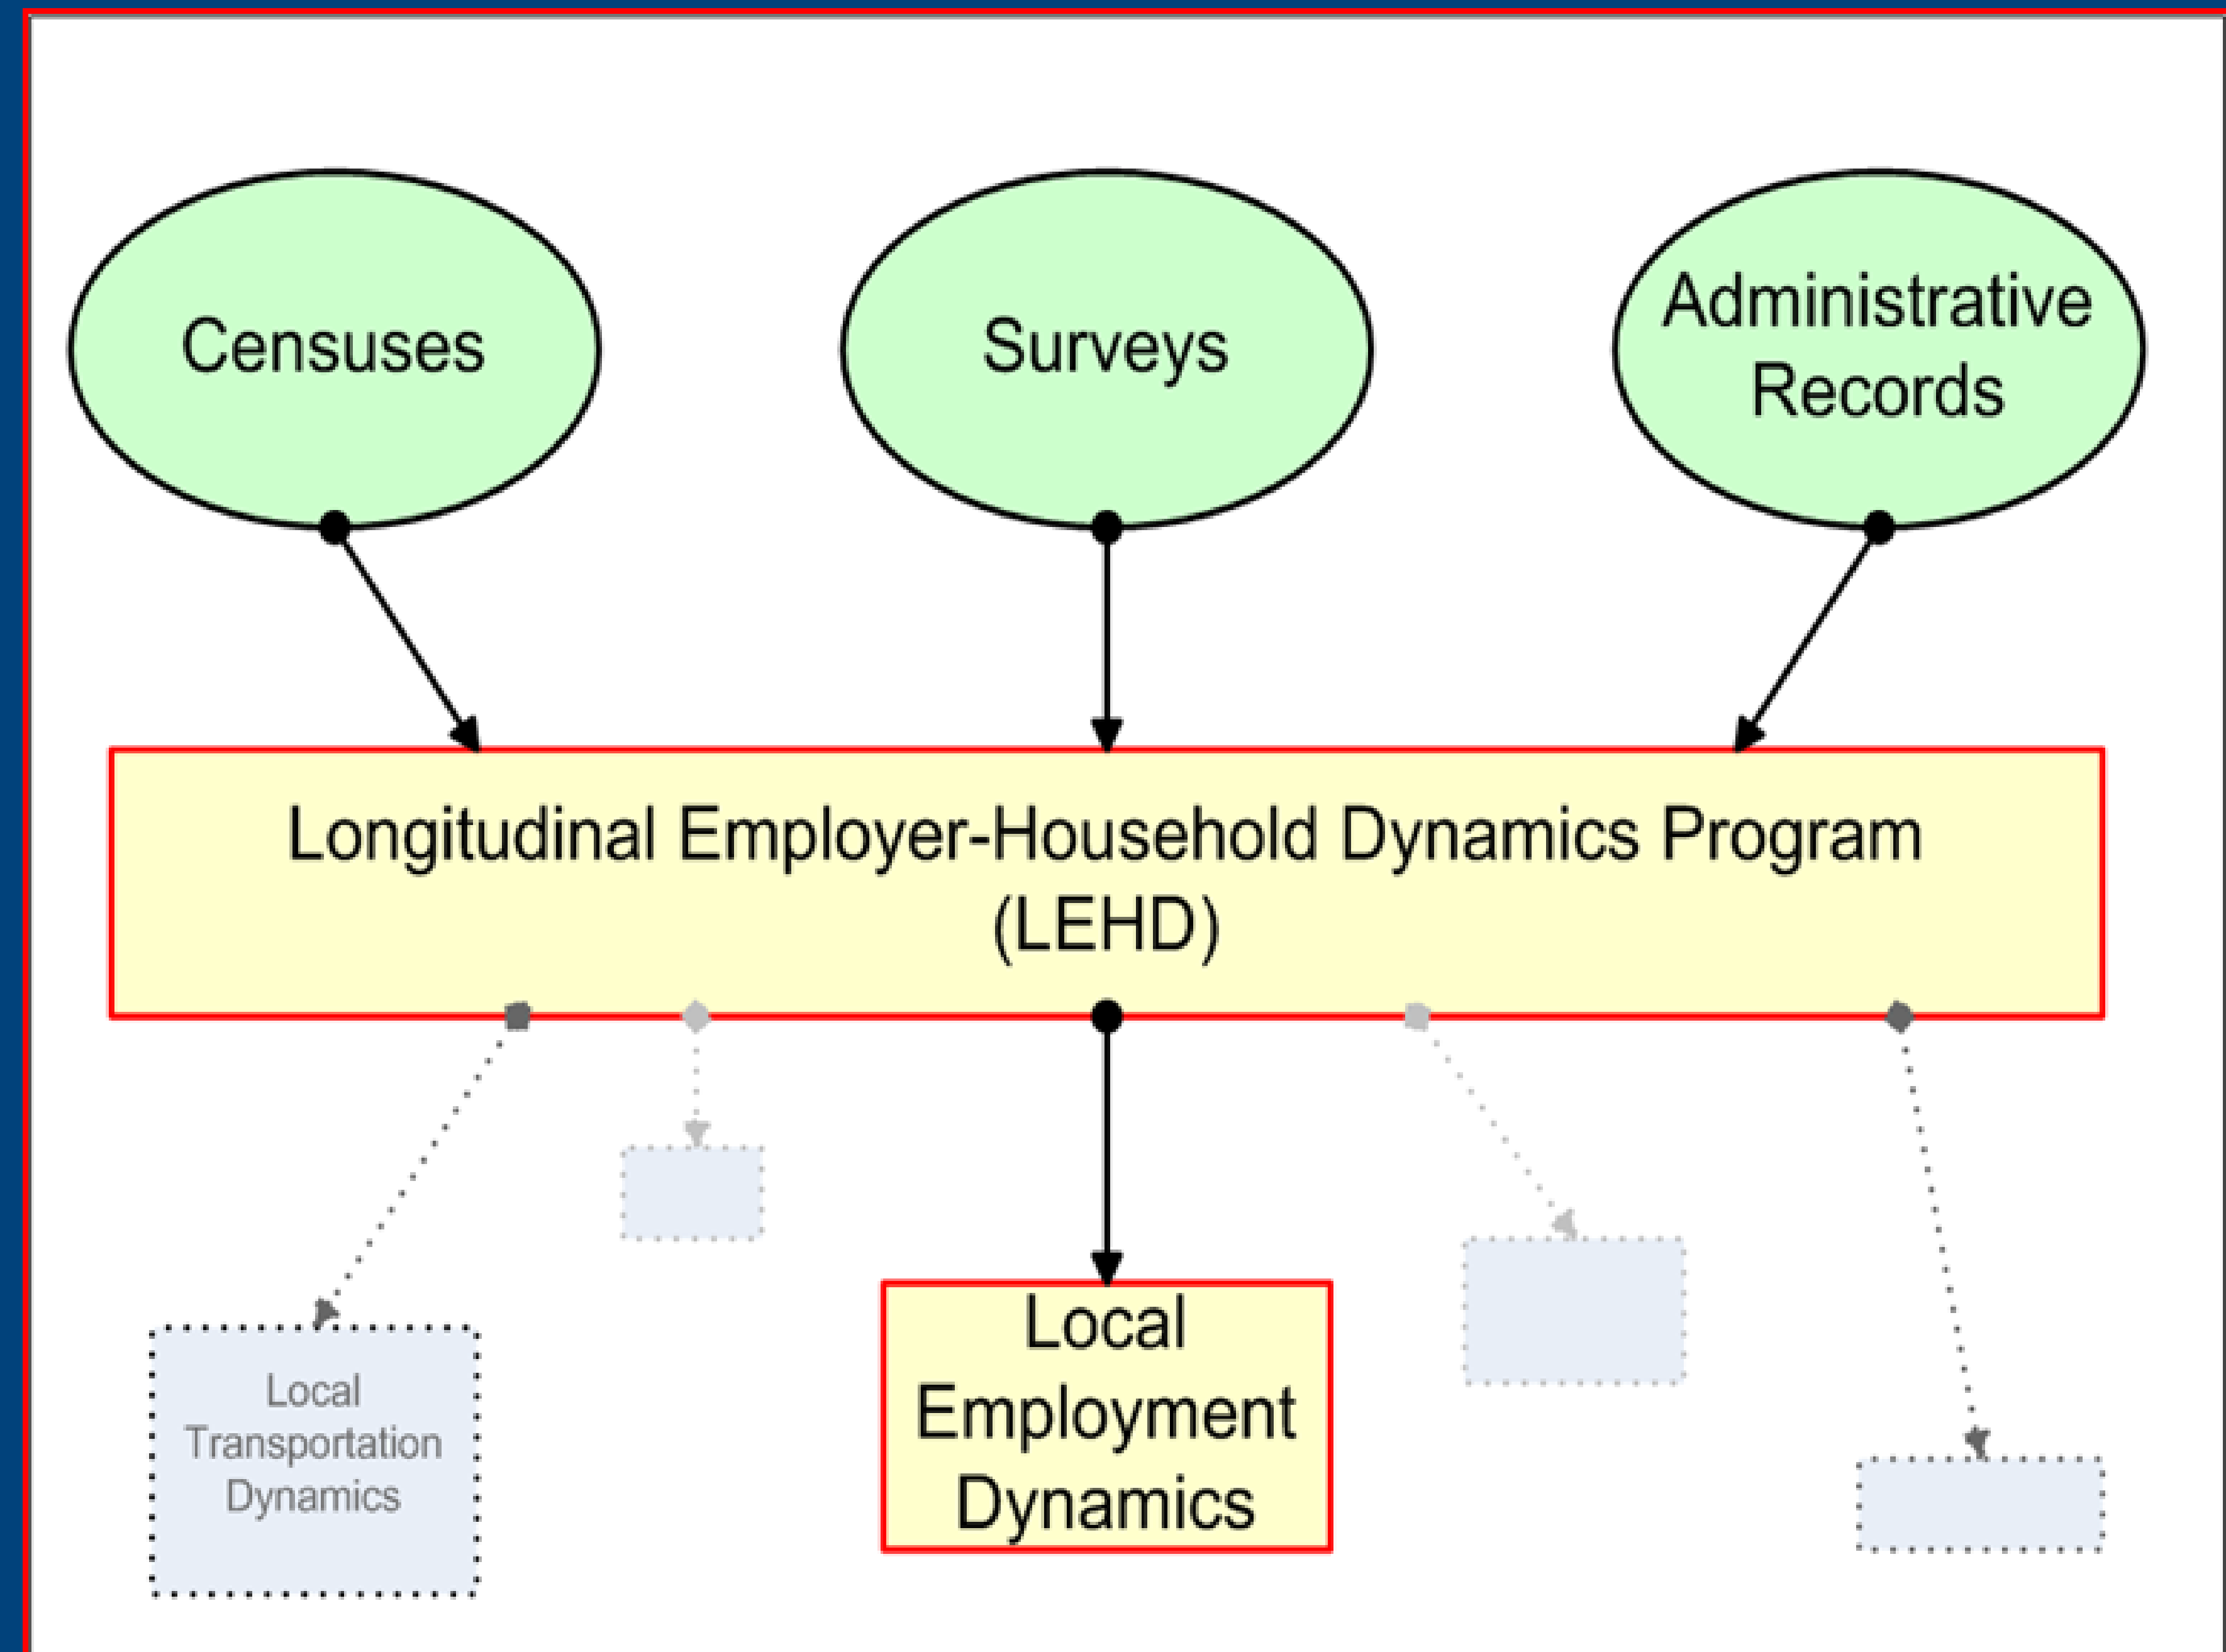 Censuses
Surveys
Administrative
Records
Longitudinal Employer-Household Dynamics Program
(LEHD)
Local
Transportation
Dynamics
Local
Employment
Dynamics